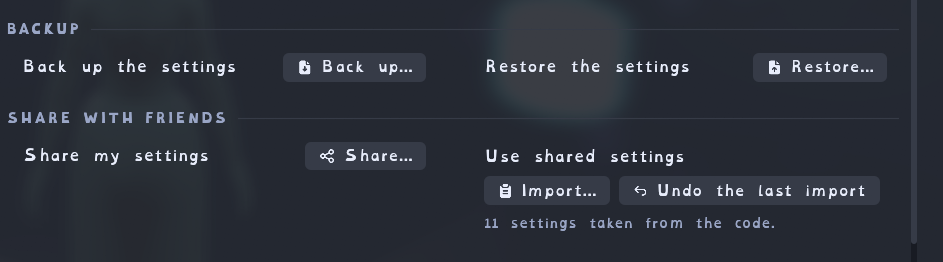 BACKUP
Back up the settings Back up... Restore the settings Restore...
SHARE WITH FRIENDS
Share my settings Share... Use shared settings
Import... Undo the last import
11 settings taken from the code.